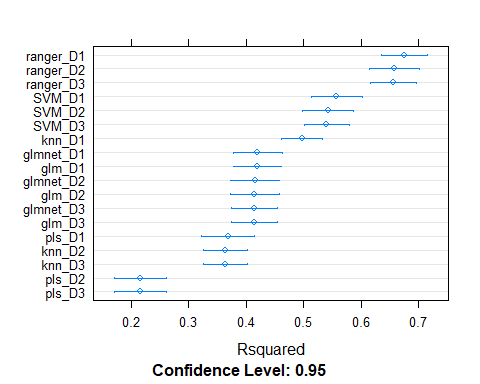 ranger_D1
ranger_D2
ranger_D3
SVM_D1
SVM_D2
SVM_D3
knn_D1
glmnet_D1
glm_D1
glmnet_D2
glm_D2
glmnet_D3
glm_D3
pls_D1
knn_D2
knn_D3
pls_D2
pls_D3
0.2 0.3 0.4 0.5 0.6 0.7
Rsquared
Confidence Level: 0.95